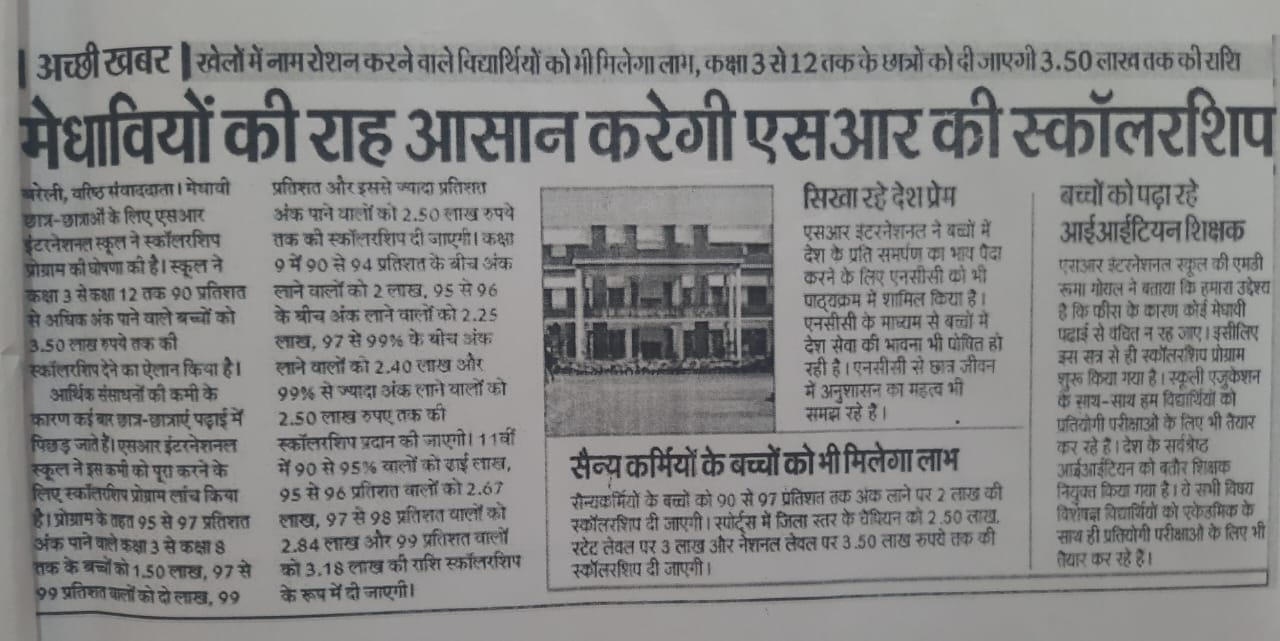 अच्छी खबर
खेलों में नाम रोशन करने वाले विद्यार्थियों को भी मिलेगा लाभ, कक्षा 3 से 12 तक के छात्रों को दी जाएगी 3.50 लाख तक की राशि
मेधावियों की राह आसान करेगी एसआर की स्कॉलरशिप
बरेली, वरिष्ठ संवाददाता। मेधावी
छात्र-छात्राओं के लिए एसआर
इंटरनेशनल स्कूल ने स्कॉलरशिप
प्रोग्राम की घोषणा की है। स्कूल ने
कक्षा 3 से कक्षा 12 तक 90 प्रतिशत
से अधिक अंक पाने वाले बच्चों को
3.50 लाख रुपये तक की
स्कॉलरशिप देने का ऐलान किया है।
आर्थिक संसाधनों की कमी के
कारण कई बार छात्र-छात्राएं पढ़ाई में
पिछड़ जाते हैं। एसआर इंटरनेशनल
स्कूल ने इस कमी को पूरा करने के
लिए स्कॉलरशिप प्रोग्राम लांच किया
है। प्रोग्राम के तहत 95 से 97 प्रतिशत
अंक पाने वाले कक्षा 3 से कक्षा 8
तक के बच्चों को 1.50 लाख, 97 से
99 प्रतिशत वालों को दो लाख, 99
प्रतिशत और इससे ज्यादा प्रतिशत
अंक पाने वालों को 2.50 लाख रुपये
तक की स्कॉलरशिप दी जाएगी। कक्षा
9 में 90 से 94 प्रतिशत के बीच अंक
लाने वालों को 2 लाख, 95 से 96
के बीच अंक लाने वालों को 2.25
लाख, 97 से 99% के बीच अंक
लाने वालों को 2.40 लाख और
99% से ज्यादा अंक लाने वालों को
2.50 लाख रुपए तक की
स्कॉलरशिप प्रदान की जाएगी। 11वीं
में 90 से 95% वालों को ढाई लाख,
95 से 96 प्रतिशत वालों को 2.67
लाख, 97 से 98 प्रतिशत वालों को
2.84 लाख और 99 प्रतिशत वालों
को 3.18 लाख की राशि स्कॉलरशिप
के रूप में दी जाएगी।
सिखा रहे देश प्रेम
एसआर इंटरनेशनल ने बच्चों में
देश के प्रति समर्पण का भाव पैदा
करने के लिए एनसीसी को भी
पाठ्यक्रम में शामिल किया है।
एनसीसी के माध्यम से बच्चों में
देश सेवा की भावना भी पोषित हो
रही है। एनसीसी से छात्र जीवन
में अनुशासन का महत्व भी
समझ रहे हैं।
सैन्य कर्मियों के बच्चों को भी मिलेगा लाभ
सैन्यकर्मियों के बच्चों को 90 से 97 प्रतिशत तक अंक लाने पर 2 लाख की
स्कॉलरशिप दी जाएगी। स्पोर्ट्स में जिला स्तर के चैंपियन को 2.50 लाख,
स्टेट लेवल पर 3 लाख और नेशनल लेवल पर 3.50 लाख रुपये तक की
स्कॉलरशिप दी जाएगी।
बच्चों को पढ़ा रहे
आईआईटियन शिक्षक
एसआर इंटरनेशनल स्कूल की एमडी
रूमा गोयल ने बताया कि हमारा उद्देश्य
है कि फीस के कारण कोई मेधावी
पढाई से वंचित न रह जाए। इसीलिए
इस सत्र से ही स्कॉलरशिप प्रोग्राम
शुरू किया गया है। स्कूली एजुकेशन
के साथ-साथ हम विद्यार्थियों को
प्रतियोगी परीक्षाओं के लिए भी तैयार
कर रहे हैं। देश के सर्वश्रेष्ठ
आईआईटियन को बतौर शिक्षक
नियुक्त किया गया है। ये सभी विषय
विशेषज्ञ विद्यार्थियों को एकेडमिक के
साथ ही प्रतियोगी परीक्षाओं के लिए भी
तैयार कर रहे हैं।